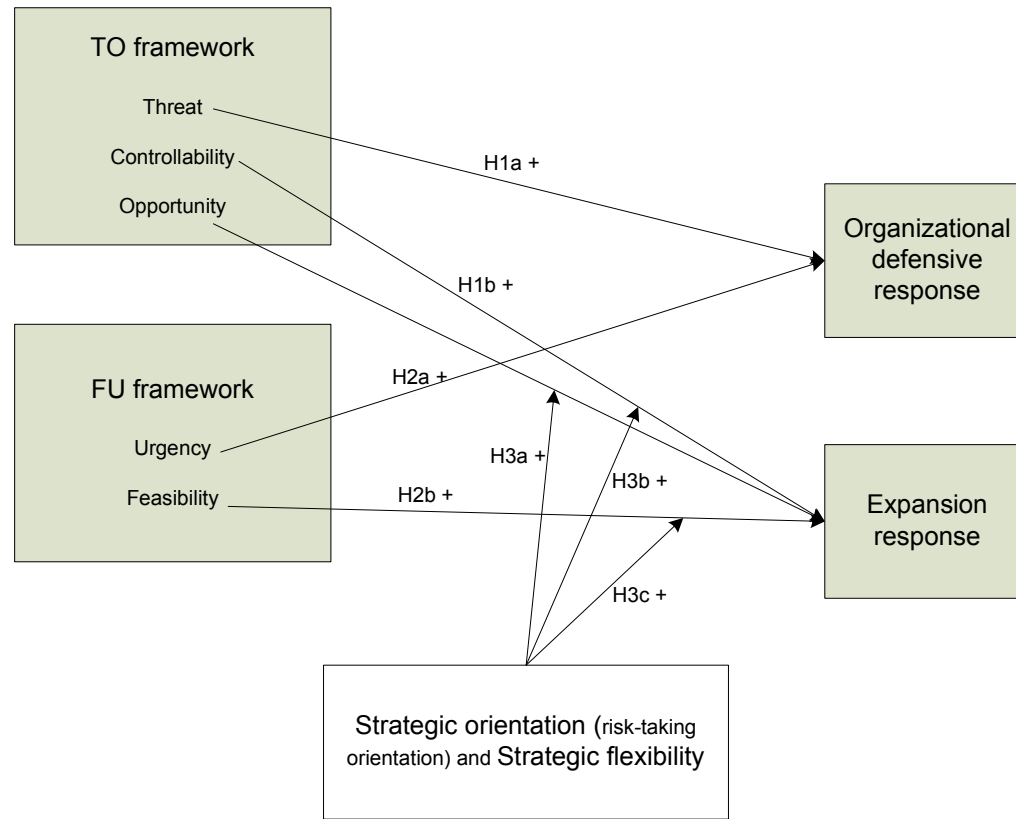 TO framework
Threat
Controllability
Opportunity
H1a +
H1b +
Organizational
defensive
response
FU framework
Urgency
Feasibility
H2a +
H2b +
H3a +
H3b +
H3c +
Expansion
response
Strategic orientation (risk-taking
orientation) and Strategic flexibility